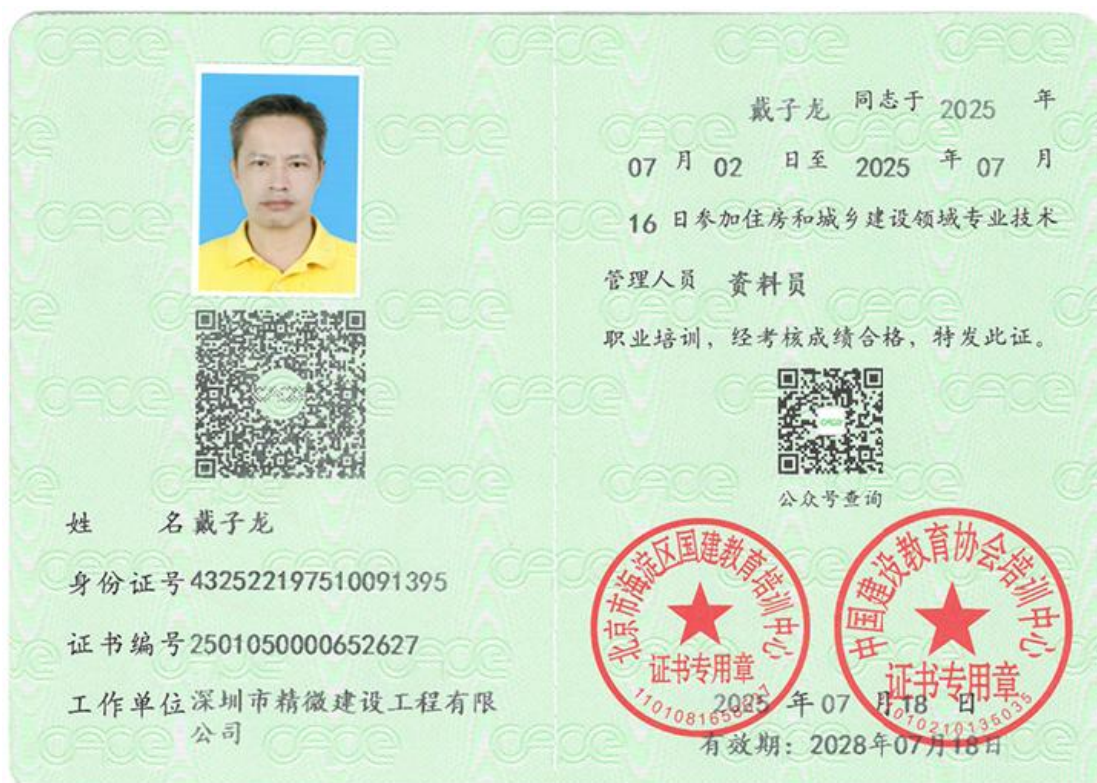 姓 名 戴子龙
身份证号 432522197510091395
证书编号 2501050000652627
工作单位 深圳市精微建设工程有限
公司
戴子龙 同志于 2025 年
07 月 02 日至 2025 年 07 月
16 日参加住房和城乡建设领域专业技术
管理人员 资料员
职业培训，经考核成绩合格，特发此证。
公众号查询
北京市海淀区国建教育培训中心
证书专用章
中国建设教育协会培训中心
证书专用章
2025 年 07 月 18 日
有效期：2028年07月18日
CACE